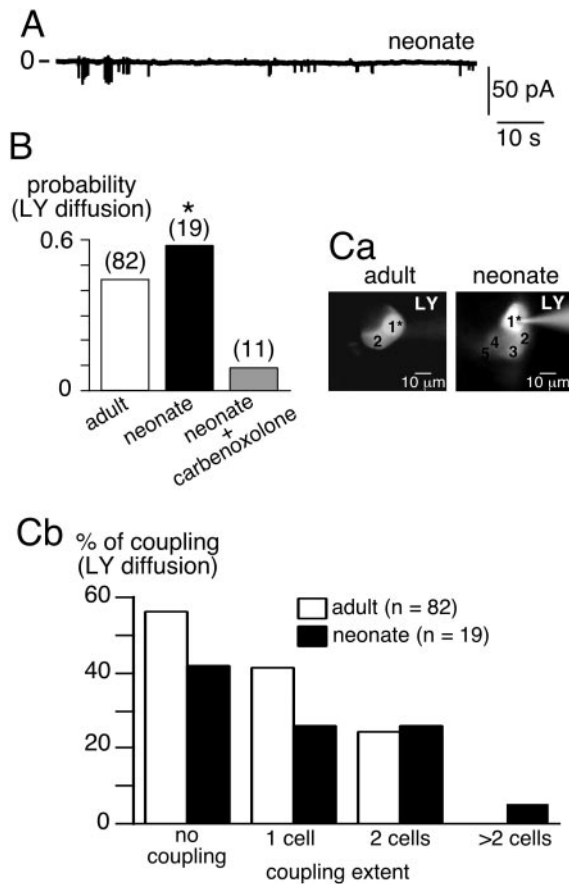 A
neonate
0
50 pA
10 s
B
probability
(LY diffusion)
*
0.6
(82)
(19)
(11)
0
adult
neonate
neonate
+
carbenoxolone
Ca
adult
neonate
LY
1*
2
10 μm
LY
1*
2
3
4
5
10 μm
Cb
% of coupling
(LY diffusion)
60
40
20
0
adult (n = 82)
neonate (n = 19)
no
coupling
1 cell
2 cells
>2 cells
coupling extent